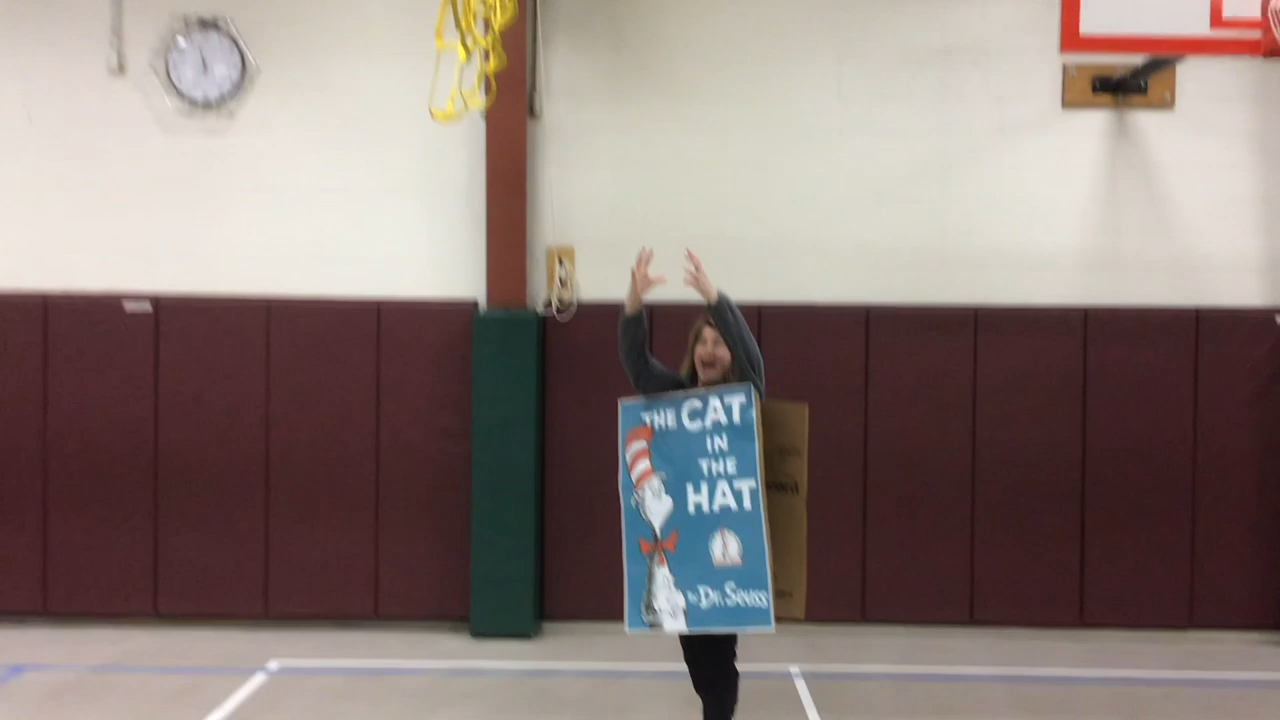 THE CAT
IN
THE
HAT
By Dr. Seuss